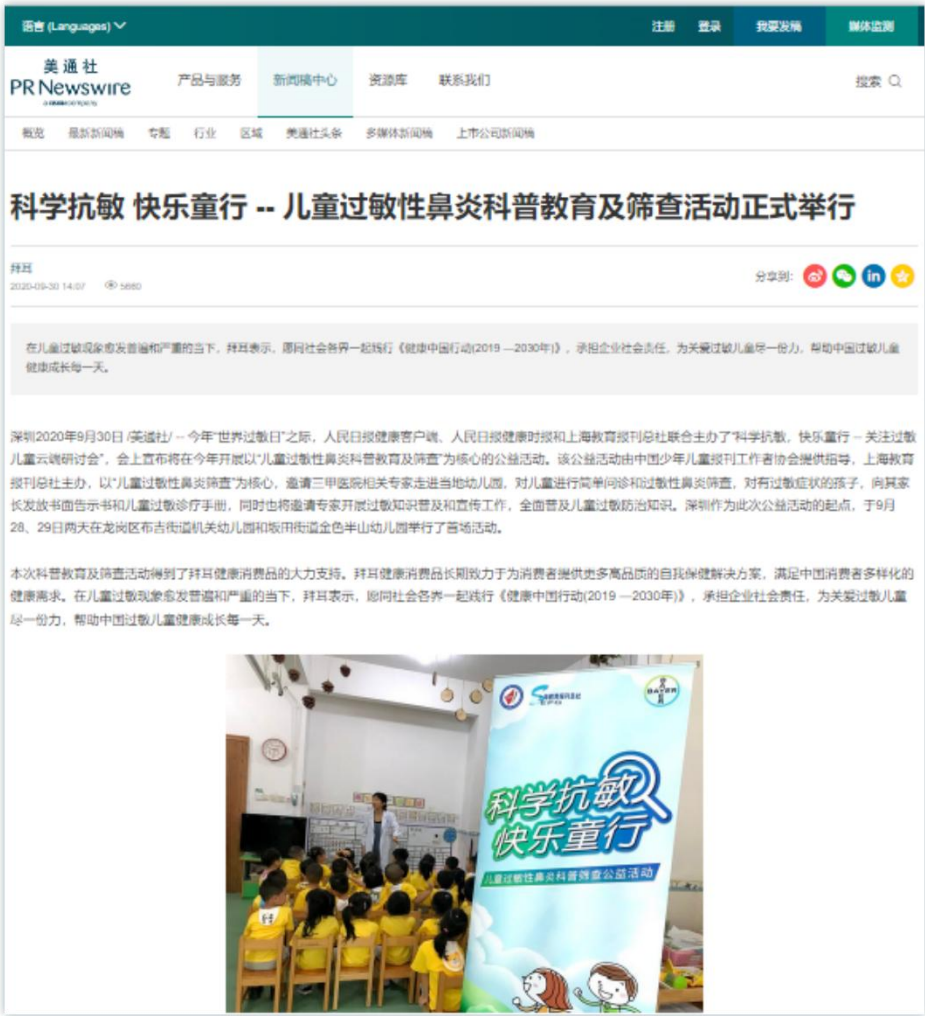 语言 (Languages)
注册
登录
我要发稿
媒体监测
美通社
PR Newswire
产品与服务
新闻稿中心
资源库
联系我们
搜索
概览
最新新闻稿
专题
行业
区域
美通社头条
多媒体新闻稿
上市公司新闻稿
科学抗敏 快乐童行 -- 儿童过敏性鼻炎科普教育及筛查活动正式举行
拜耳
2020-09-30 14:07
5660
分享到:
在儿童过敏现象愈发普遍和严重的当下，拜耳表示，愿同社会各界一起践行《健康中国行动(2019 —2030年)》，承担企业社会责任，为关爱过敏儿童尽一份力，帮助中国过敏儿童
健康成长每一天。
深圳2020年9月30日 /美通社/ -- 今年“世界过敏日”之际，人民日报健康客户端、人民日报健康时报和上海教育报刊总社联合主办了“科学抗敏，快乐童行 – 关注过敏
儿童云端研讨会”，会上宣布将在今年开展以“儿童过敏性鼻炎科普教育及筛查”为核心的公益活动。该公益活动由中国少年儿童报刊工作者协会提供指导，上海教育
报刊总社主办，以“儿童过敏性鼻炎筛查”为核心，邀请三甲医院相关专家走进当地幼儿园，对儿童进行简单问诊和过敏性鼻炎筛查，对有过敏症状的孩子，向其家
长发放书面告示书和儿童过敏诊疗手册，同时也将邀请专家开展过敏知识普及和宣传工作，全面普及儿童过敏防治知识。深圳作为此次公益活动的起点，于9月
28、29日两天在龙岗区布吉街道机关幼儿园和坂田街道金色半山幼儿园举行了首场活动。
本次科普教育及筛查活动得到了拜耳健康消费品的大力支持。拜耳健康消费品长期致力于为消费者提供更多高品质的自我保健解决方案，满足中国消费者多样化的
健康需求。在儿童过敏现象愈发普遍和严重的当下，拜耳表示，愿同社会各界一起践行《健康中国行动(2019 —2030年)》，承担企业社会责任，为关爱过敏儿童
尽一份力，帮助中国过敏儿童健康成长每一天。
BAYER
科学抗敏
快乐童行
儿童过敏性鼻炎科普筛查公益活动